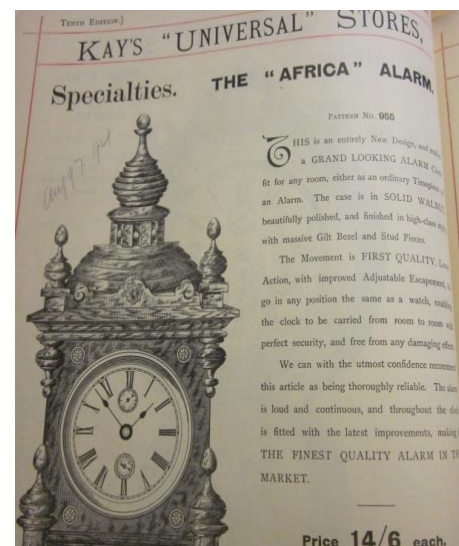 TENTH EDITION.]
KAY'S "UNIVERSAL" STORES,
Specialties. THE "AFRICA" ALARM.
PATTERN No. 955
THIS is an entirely New Design, and
a GRAND LOOKING ALARM
fit for any room, either as an ordinary Timepiece
an Alarm. The case is in SOLID WALNUT
beautifully polished, and finished in high-class
with massive Gilt Bezel and Stud Pieces.
The Movement is FIRST QUALITY,
Action, with improved Adjustable Escapement,
go in any position the same as a watch,
the clock to be carried from room to room with
perfect security, and free from any damaging
We can with the utmost confidence recommend
this article as being thoroughly reliable. The
is loud and continuous, and throughout the
is fitted with the latest improvements, making
THE FINEST QUALITY ALARM IN
MARKET.
Price 14/6 each.